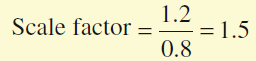 Scale factor = 1.2/0.8 = 1.5